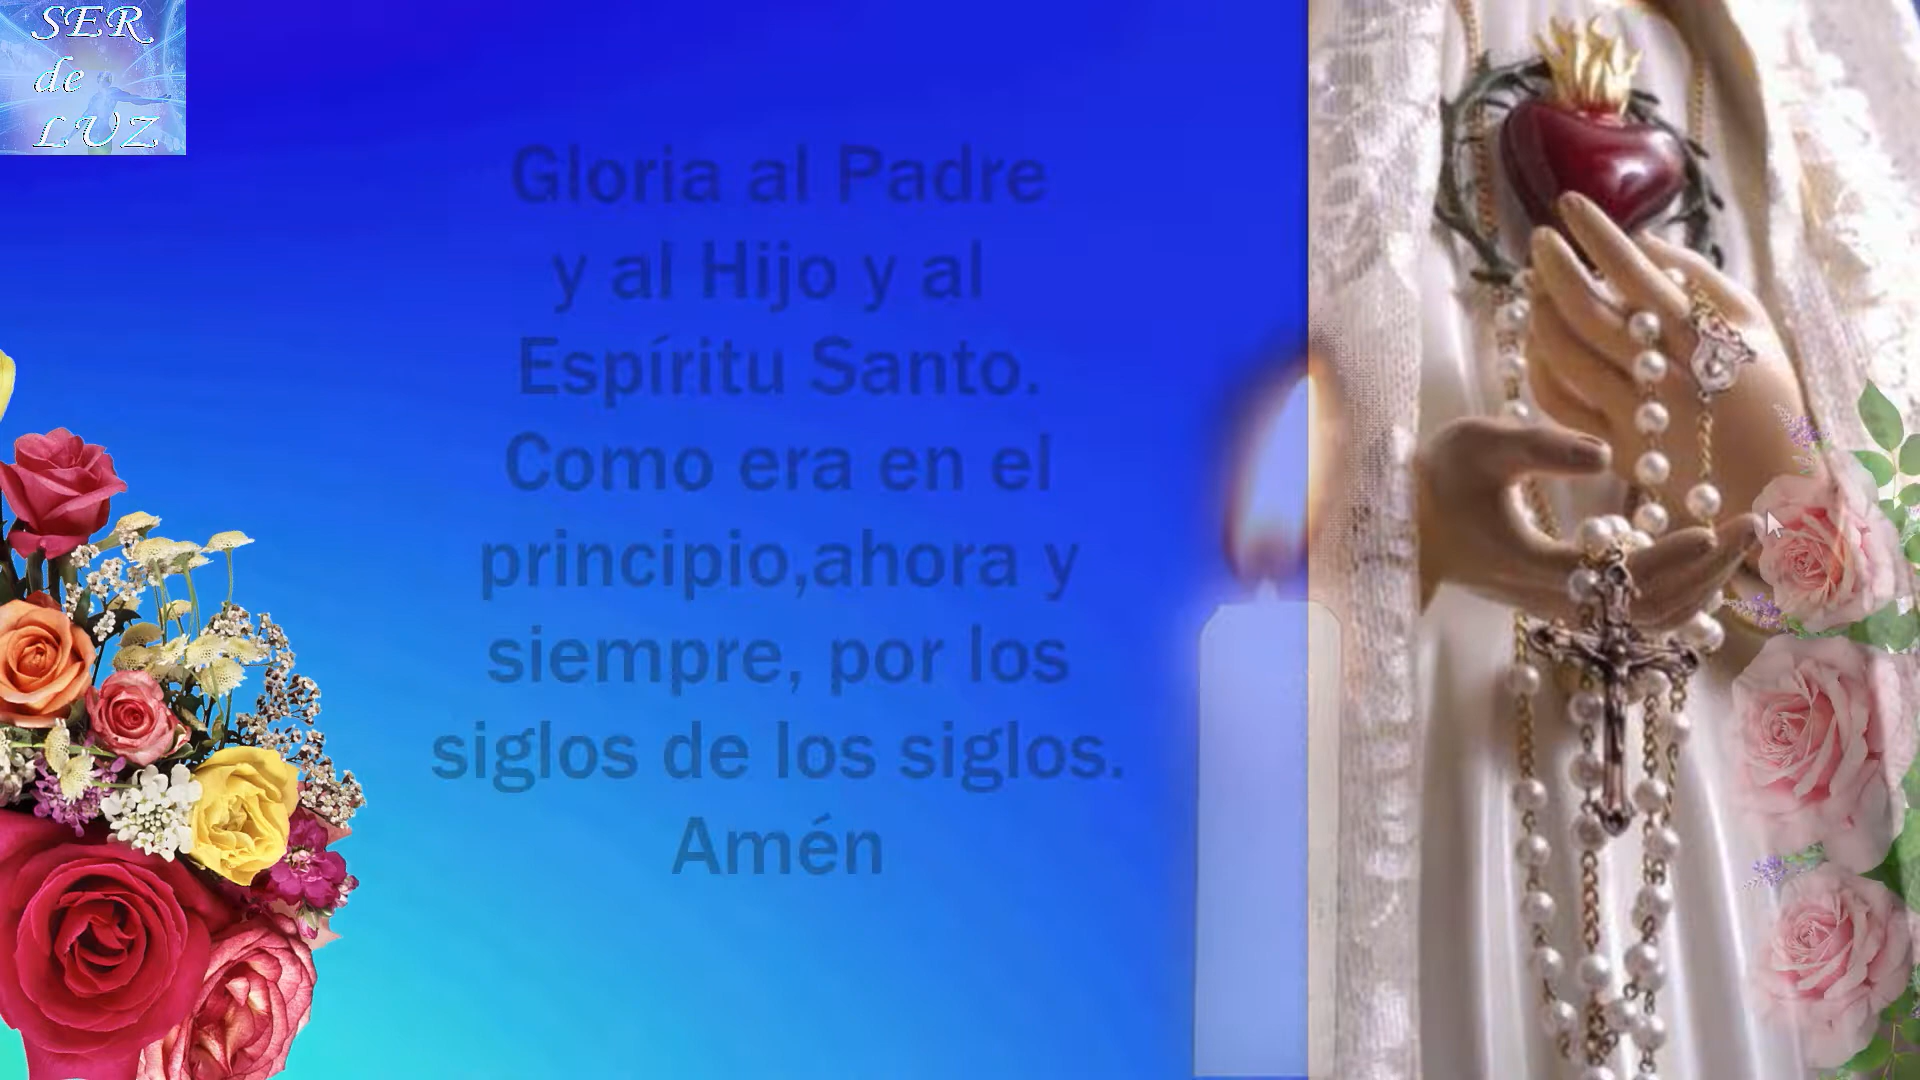 SER
de
LUZ
Gloria al Padre
y al Hijo y al
Espíritu Santo.
Como era en el
principio,ahora y
siempre, por los
siglos de los siglos.
Amén